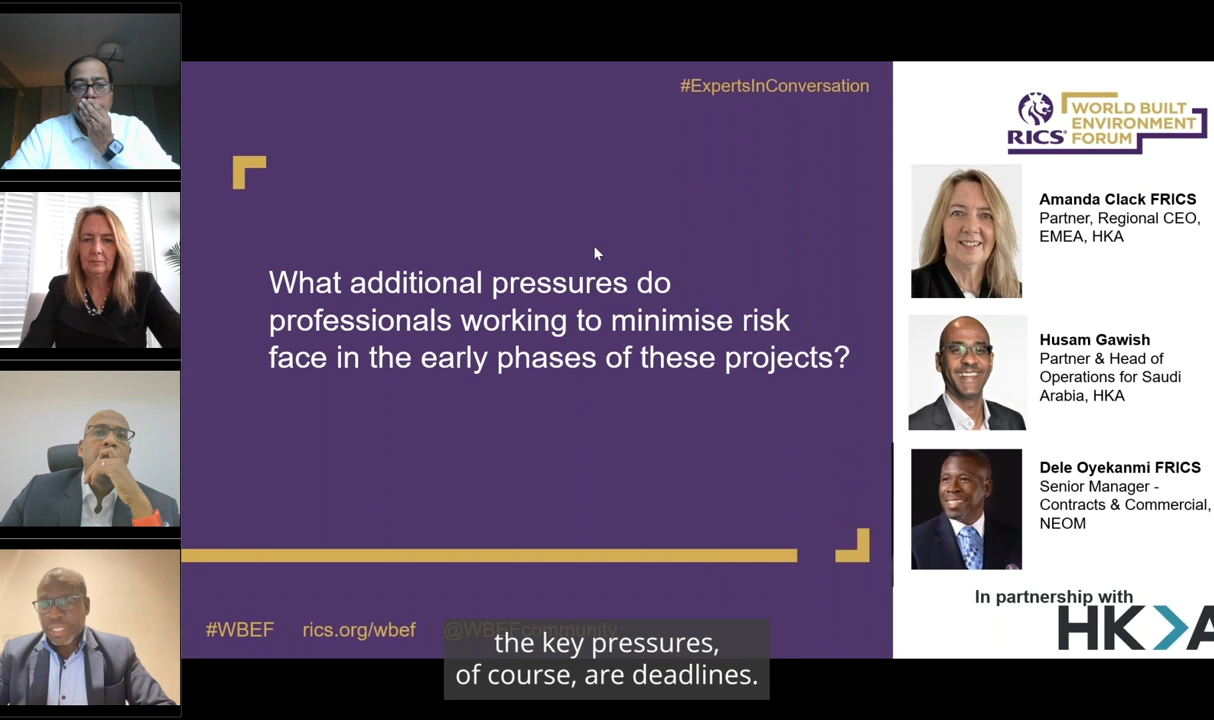 #ExpertsInConversation
What additional pressures do
professionals working to minimise risk
face in the early phases of these projects?
#WBEF
rics.org/wbef
@WBEFcommunity
RICS
WORLD BUILT
ENVIRONMENT
FORUM
Amanda Clack FRICS
Partner, Regional CEO,
EMEA, HKA
Husam Gawish
Partner & Head of
Operations for Saudi
Arabia, HKA
Dele Oyekanmi FRICS
Senior Manager -
Contracts & Commercial,
NEOM
In partnership with
HKA
the key pressures,
of course, are deadlines.